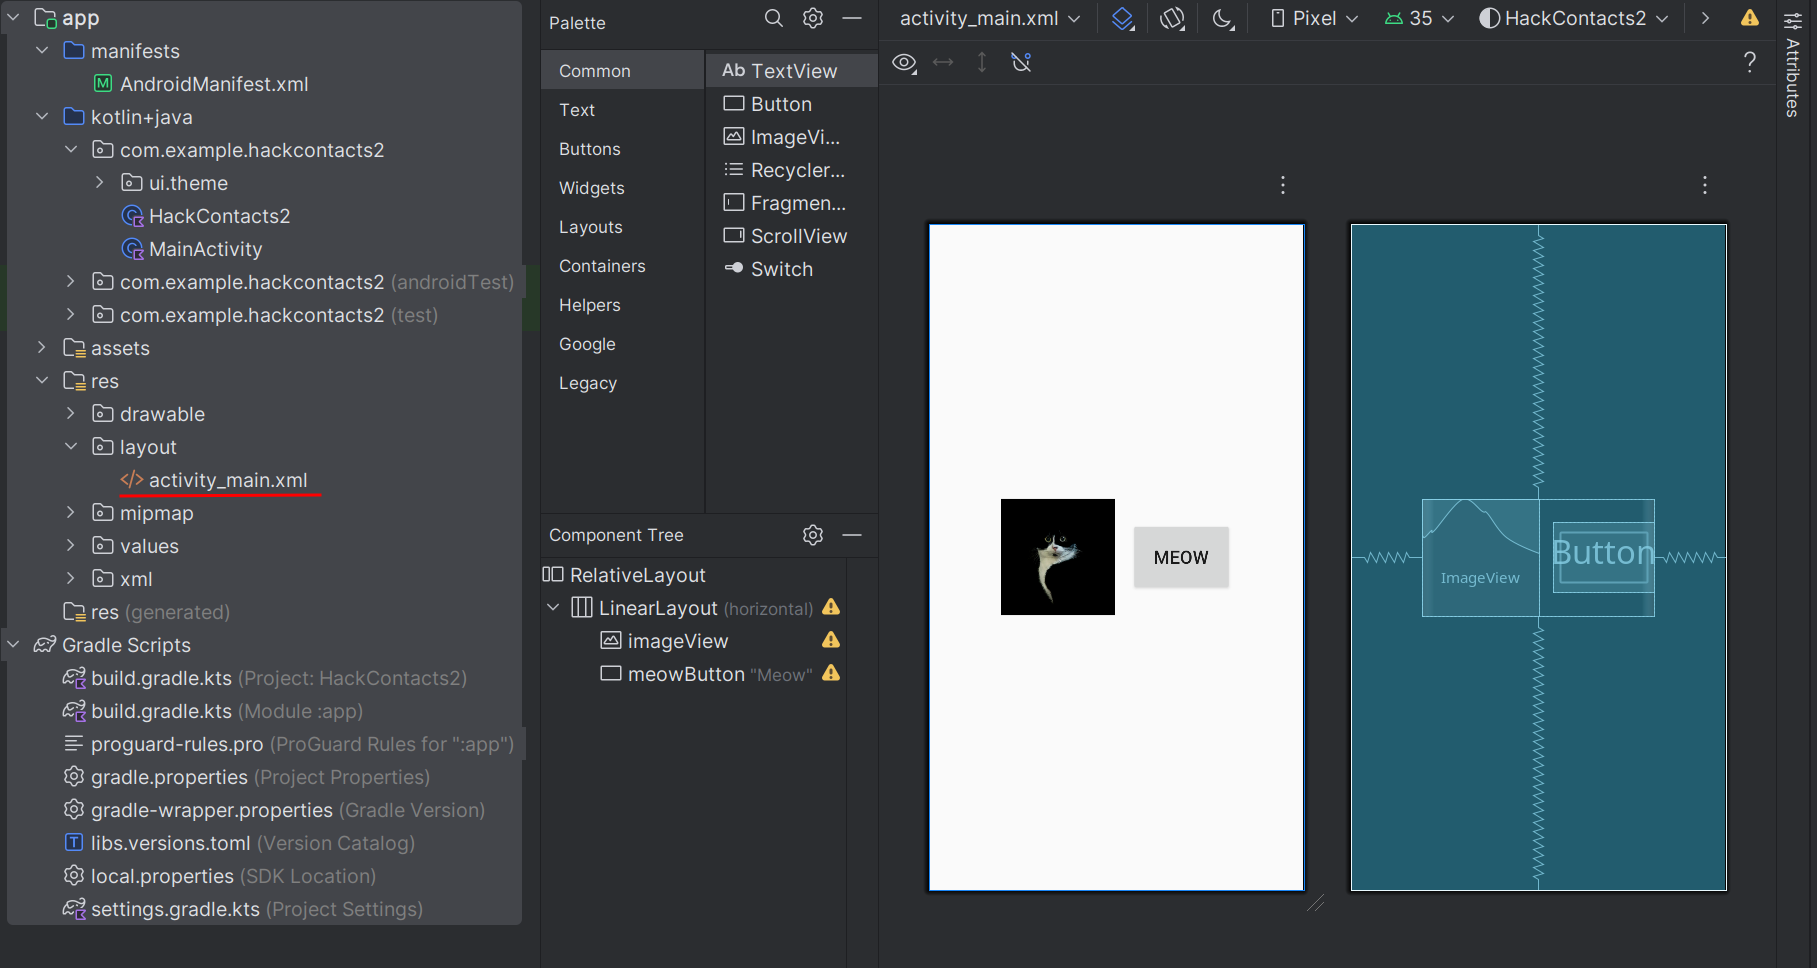 app
manifests
AndroidManifest.xml
kotlin+java
com.example.hackcontacts2
ui.theme
HackContacts2
MainActivity
com.example.hackcontacts2 (androidTest)
com.example.hackcontacts2 (test)
assets
res
drawable
layout
activity_main.xml
mipmap
values
xml
res (generated)
Gradle Scripts
build.gradle.kts (Project: HackContacts2)
build.gradle.kts (Module :app)
proguard-rules.pro (ProGuard Rules for ":app")
gradle.properties (Project Properties)
gradle-wrapper.properties (Gradle Version)
libs.versions.toml (Version Catalog)
local.properties (SDK Location)
settings.gradle.kts (Project Settings)
Palette
Common
Text
Buttons
Widgets
Layouts
Containers
Helpers
Google
Legacy
Ab TextView
Button
ImageVi...
Recycler...
Fragmen...
ScrollView
Switch
Component Tree
RelativeLayout
LinearLayout (horizontal)
imageView
meowButton "Meow"
activity_main.xml
Pixel
35
HackContacts2
?
MEOW
ImageView
Button
Attributes